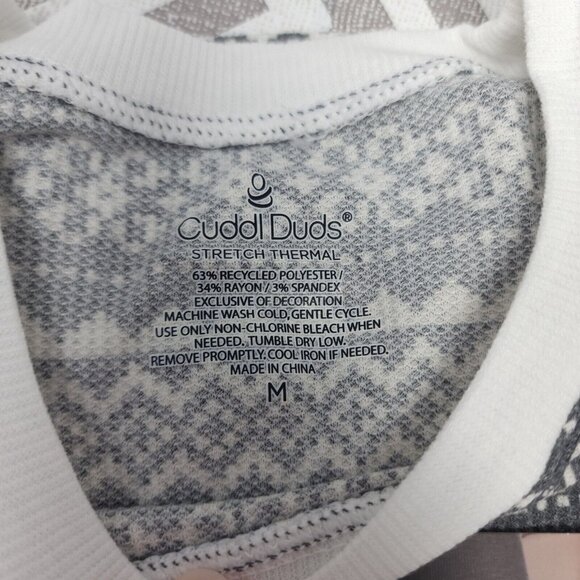 Cuddl Duds®
STRETCH THERMAL
63% RECYCLED POLYESTER/
34% RAYON/3% SPANDEX
EXCLUSIVE OF DECORATION
MACHINE WASH COLD, GENTLE CYCLE.
USE ONLY NON-CHLORINE BLEACH WHEN
NEEDED. TUMBLE DRY LOW.
REMOVE PROMPTLY. COOL IRON IF NEEDED.
MADE IN CHINA
M